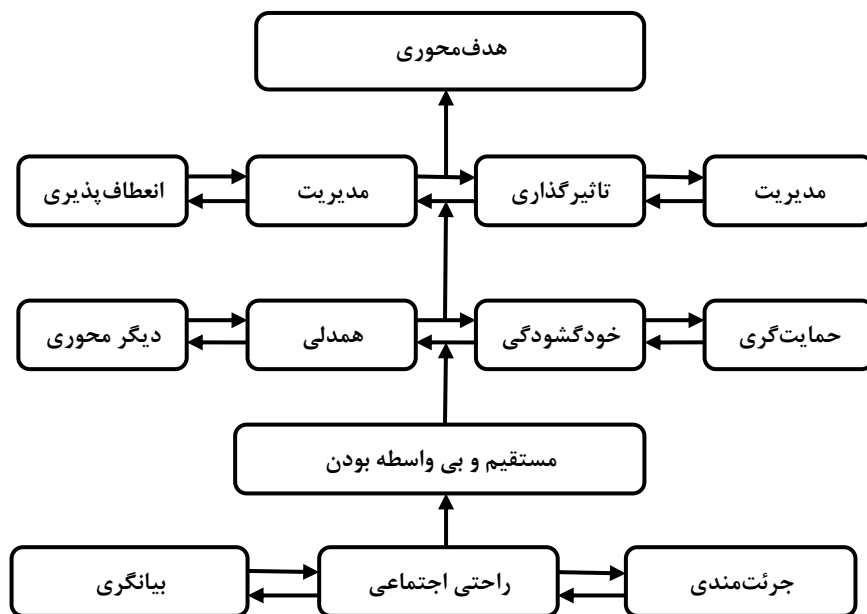 هدف‌محوری
مدیریت
تاثیرگذاری
مدیریت
انعطاف‌پذیری
حمایت‌گری
خودگشودگی
همدلی
دیگر محوری
مستقیم و بی واسطه بودن
جرئت‌مندی
راحتی اجتماعی
بیانگری